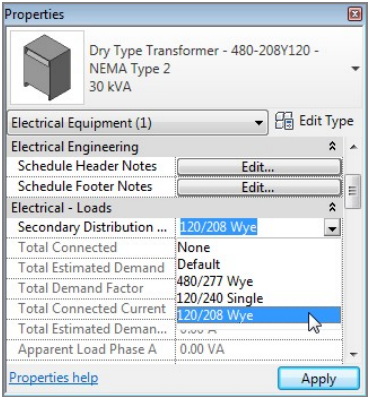 Properties
Dry Type Transformer - 480-208Y120 -
NEMA Type 2
30 kVA
Electrical Equipment (1)
Edit Type
Electrical Engineering
Schedule Header Notes Edit...
Schedule Footer Notes Edit...
Electrical - Loads
Secondary Distribution ... 120/208 Wye
Total Connected None
Total Estimated Demand Default
Total Demand Factor 480/277 Wye
Total Connected Current 120/240 Single
120/208 Wye
Total Estimated Deman...
Apparent Load Phase A 0.00 VA
Properties help Apply